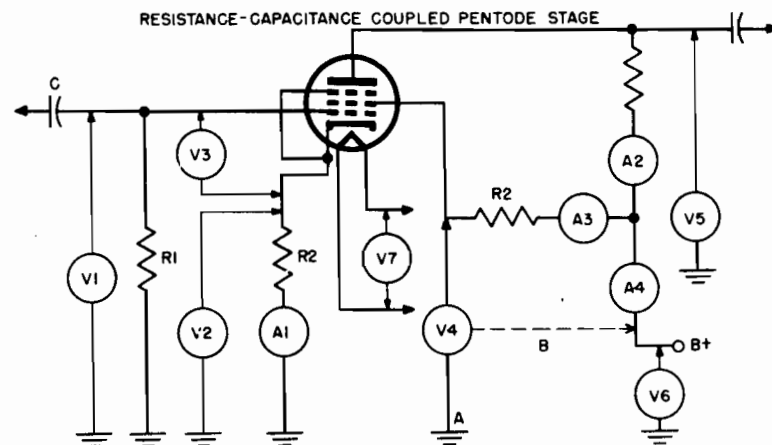 RESISTANCE-CAPACITANCE COUPLED PENTODE STAGE
C
V3
A2
R2
A3
V5
R1
R2
V7
V1
A4
V2
A1
V4
B
B+
V6
A